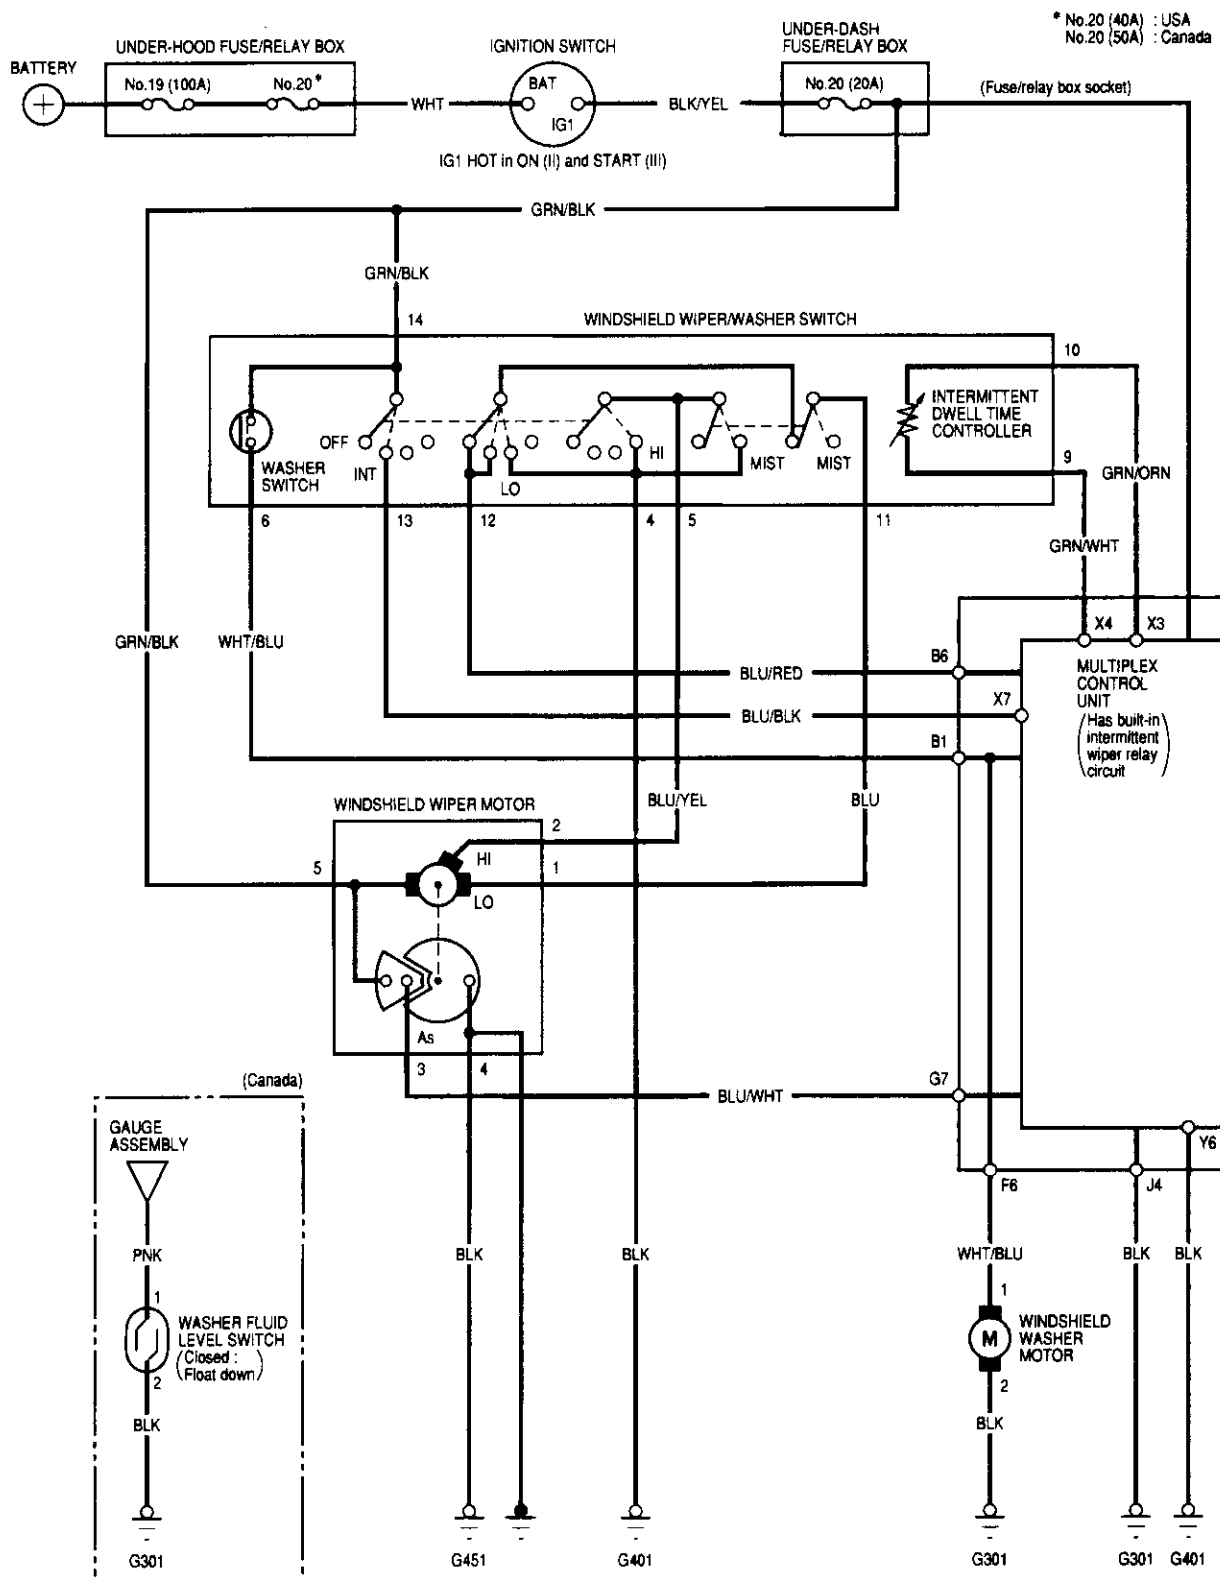 * No.20 (40A) : USA
No.20 (50A) : Canada
UNDER-HOOD FUSE/RELAY BOX
IGNITION SWITCH
UNDER-DASH
FUSE/RELAY BOX
BATTERY
No.19 (100A)
No.20*
BAT
No.20 (20A)
(Fuse/relay box socket)
WHT
BLK/YEL
IG1
IG1 HOT in ON (II) and START (III)
GRN/BLK
GRN/BLK
14
WINDSHIELD WIPER/WASHER SWITCH
10
INTERMITTENT
DWELL TIME
CONTROLLER
OFF
INT
LO
HI
MIST
MIST
WASHER
SWITCH
9
GRN/ORN
6
13
12
4
5
11
GRN/WHT
GRN/BLK
WHT/BLU
X4
X3
BLU/RED
B6
MULTIPLEX
CONTROL
UNIT
(Has built-in
intermittent
wiper relay
circuit)
X7
BLU/BLK
B1
BLU/YEL
BLU
WINDSHIELD WIPER MOTOR
2
5
HI
1
LO
As
3
4
(Canada)
BLU/WHT
G7
GAUGE
ASSEMBLY
Y6
F6
J4
PNK
BLK
BLK
WHT/BLU
BLK
BLK
1
WASHER FLUID
LEVEL SWITCH
(Closed :
Float down)
2
1
M
WINDSHIELD
WASHER
MOTOR
2
BLK
BLK
G301
G451
G401
G301
G301
G401